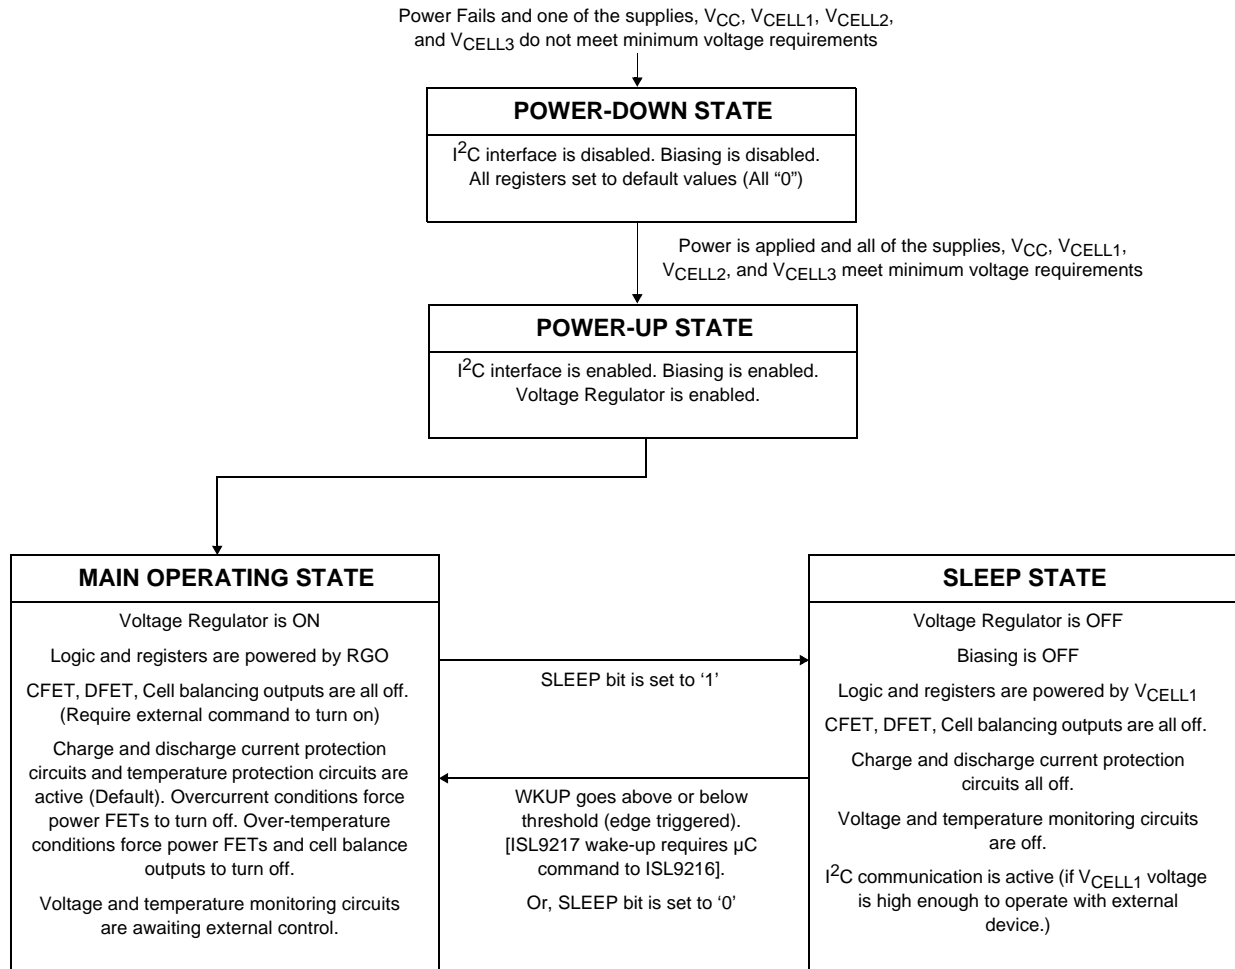 Power Fails and one of the supplies, VCC, VCELL1, VCELL2,
and VCELL3 do not meet minimum voltage requirements
POWER-DOWN STATE
I2C interface is disabled. Biasing is disabled.
All registers set to default values (All “0”)
Power is applied and all of the supplies, VCC, VCELL1,
VCELL2, and VCELL3 meet minimum voltage requirements
POWER-UP STATE
I2C interface is enabled. Biasing is enabled.
Voltage Regulator is enabled.
MAIN OPERATING STATE
Voltage Regulator is ON
Logic and registers are powered by RGO
CFET, DFET, Cell balancing outputs are all off.
(Require external command to turn on)
Charge and discharge current protection
circuits and temperature protection circuits are
active (Default). Overcurrent conditions force
power FETs to turn off. Over-temperature
conditions force power FETs and cell balance
outputs to turn off.
Voltage and temperature monitoring circuits
are awaiting external control.
SLEEP bit is set to ‘1’
WKUP goes above or below
threshold (edge triggered).
[ISL9217 wake-up requires µC
command to ISL9216].
Or, SLEEP bit is set to ‘0’
SLEEP STATE
Voltage Regulator is OFF
Biasing is OFF
Logic and registers are powered by VCELL1
CFET, DFET, Cell balancing outputs are all off.
Charge and discharge current protection
circuits all off.
Voltage and temperature monitoring circuits
are off.
I2C communication is active (if VCELL1 voltage
is high enough to operate with external
device.)